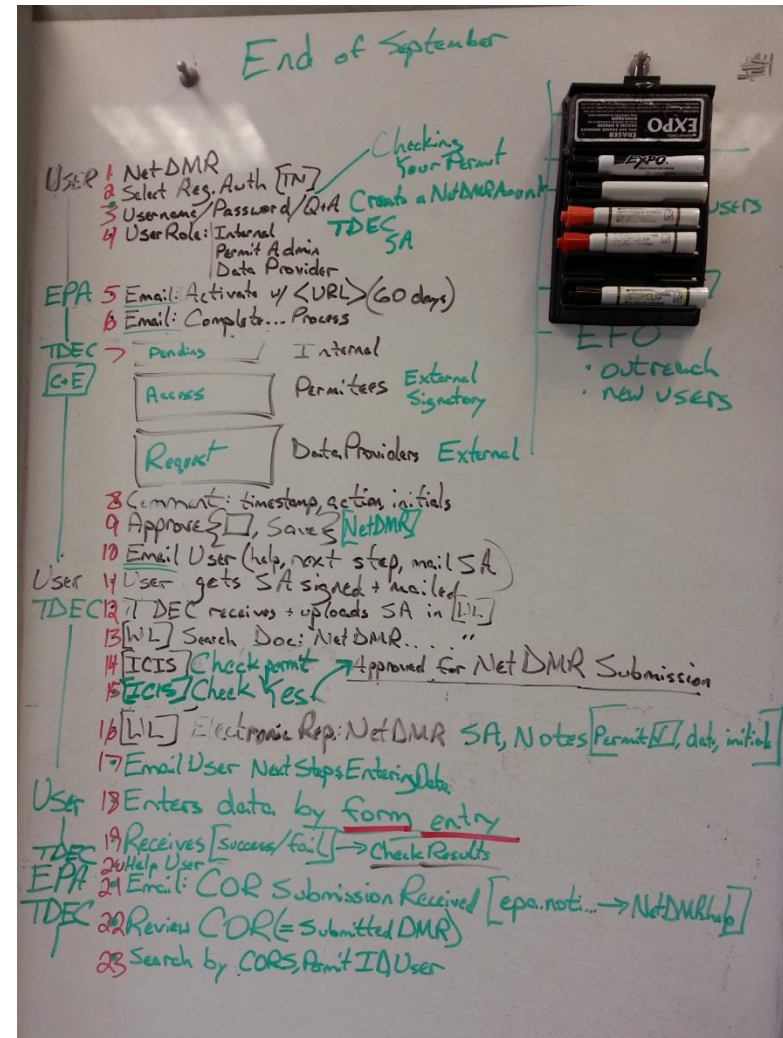 End of September
EXPO
EXPO
Checking
Your Permit
USER 1 NetDMR
2 Select Reg. Auth [TN]
3 Username/Password/Q+A Create a NetDMR Account
TDEC
SA
4 User Role: Internal
Permit Admin
Data Provider
users
EPA 5 Email: Activate w/ <URL> (60 days)
6 Email: Complete... Process
EFO
• outreach
• new users
TDEC 7 Pending Internal
C+E
Access Permitees External
Signatory
Request Data Providers External
8 Comment: timestamp, action, initials
9 Approve {☐, Save} [NetDMR]
10 Email User (help, next step, mail SA)
User 11 User gets SA signed + mailed
TDEC 12 TDEC receives + uploads SA in [WL]
13 [WL] Search Doc: "NetDMR...."
14 [ICIS] Check permit Approved for NetDMR Submission
15 [ICIS] Check Yes
16 [WL] Electronic Rep: NetDMR SA, Notes [Permit, date, initials]
17 Email User Next Steps Entering Data
User 18 Enters data by form entry
19 Receives [success/fail] → Check Results
TDEC 20 Help User
EPA 21 Email: COR Submission Received [epa.noti... → NetDMRhelp]
TDEC 22 Review COR (= Submitted DMR)
23 Search by CORS, Permit ID, User